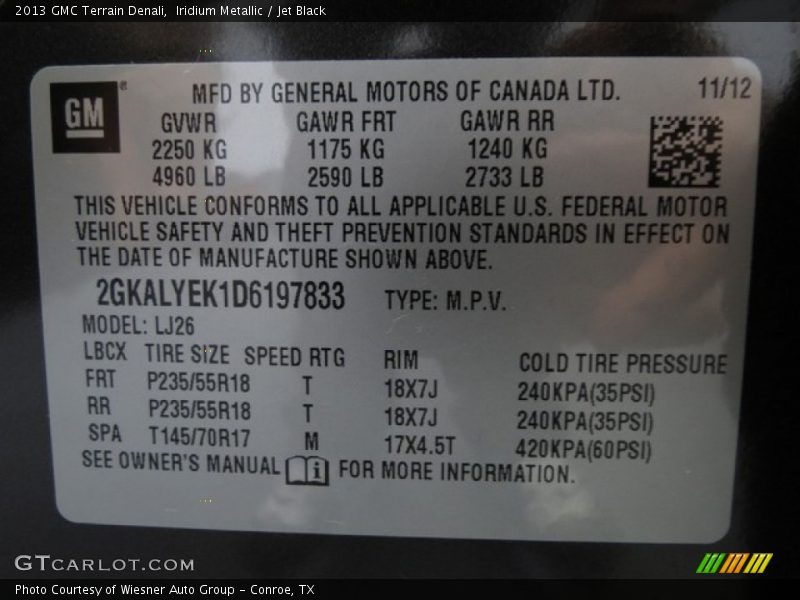 2013 GMC Terrain Denali, Iridium Metallic / Jet Black
GM ® MFD BY GENERAL MOTORS OF CANADA LTD. 11/12
GVWR GAWR FRT GAWR RR
2250 KG 1175 KG 1240 KG
4960 LB 2590 LB 2733 LB
THIS VEHICLE CONFORMS TO ALL APPLICABLE U.S. FEDERAL MOTOR
VEHICLE SAFETY AND THEFT PREVENTION STANDARDS IN EFFECT ON
THE DATE OF MANUFACTURE SHOWN ABOVE.
2GKALYEK1D6197833 TYPE: M.P.V.
MODEL: LJ26
LBCX TIRE SIZE SPEED RTG RIM COLD TIRE PRESSURE
FRT P235/55R18 T 18X7J 240KPA(35PSI)
RR P235/55R18 T 18X7J 240KPA(35PSI)
SPA T145/70R17 M 17X4.5T 420KPA(60PSI)
SEE OWNER'S MANUAL i FOR MORE INFORMATION.
GTCARLOT.COM
Photo Courtesy of Wiesner Auto Group - Conroe, TX